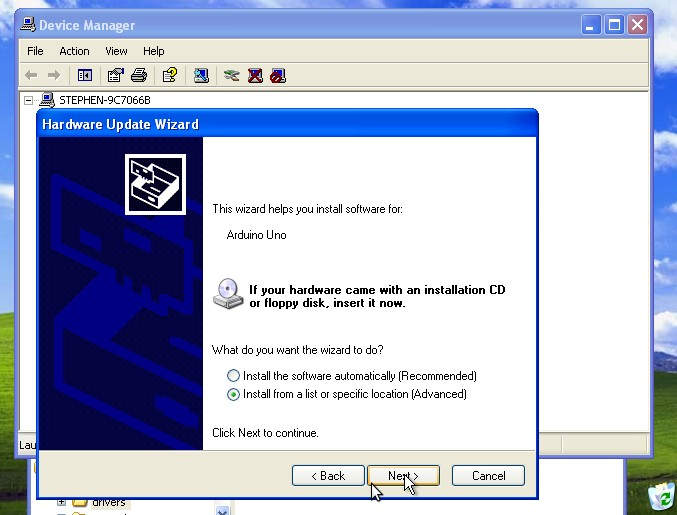 Device Manager
File Action View Help
STEPHEN-9C7066B
Hardware Update Wizard
This wizard helps you install software for:
Arduino Uno
If your hardware came with an installation CD
or floppy disk, insert it now.
What do you want the wizard to do?
Install the software automatically (Recommended)
Install from a list or specific location (Advanced)
Click Next to continue.
Lau
< Back Next > Cancel
drivers